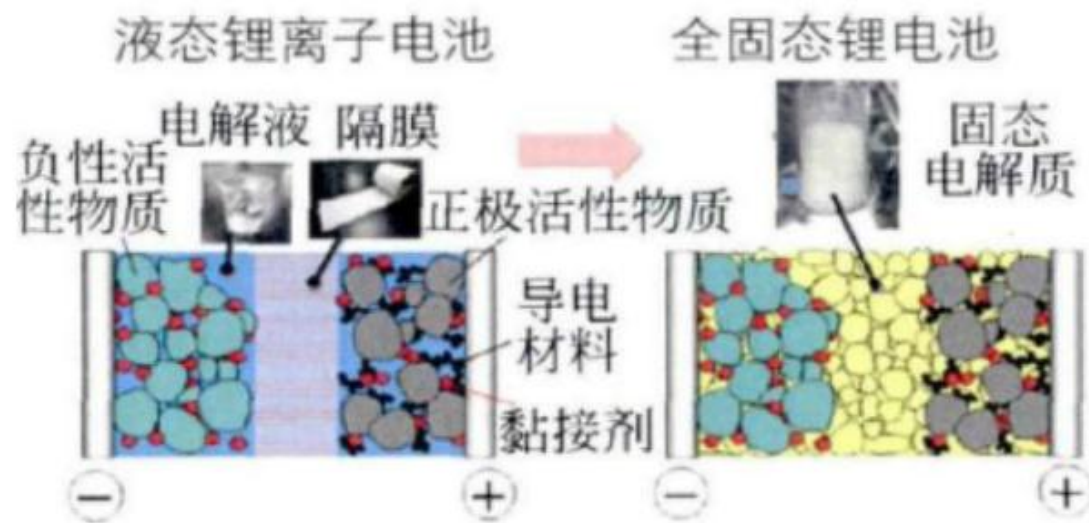 液态锂离子电池
全固态锂电池
电解液 隔膜
负性活
性物质
正极活性物质
导电
材料
黏接剂
固态
电解质
− +
− +